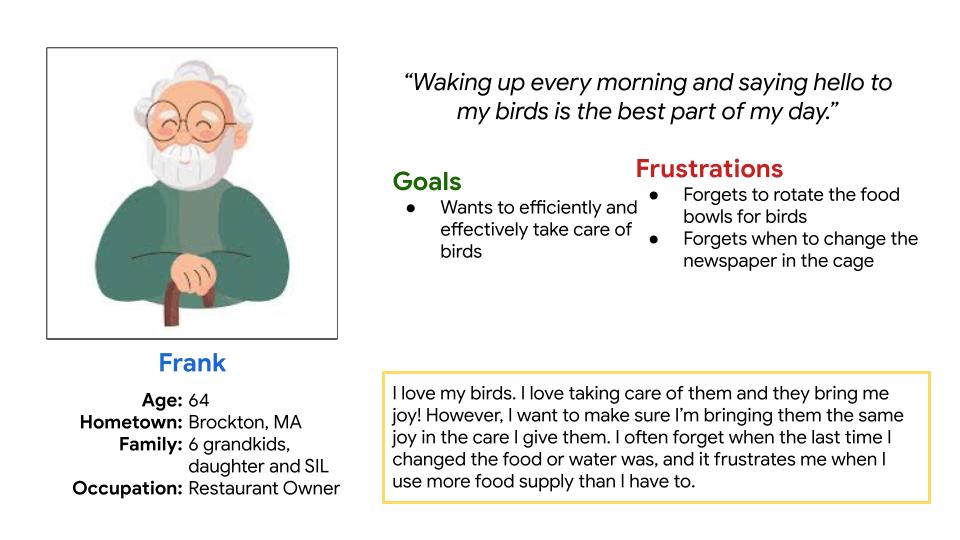 “Waking up every morning and saying hello to
my birds is the best part of my day.”
Goals
● Wants to efficiently and
effectively take care of
birds
Frustrations
● Forgets to rotate the food
bowls for birds
● Forgets when to change the
newspaper in the cage
Frank
Age: 64
Hometown: Brockton, MA
Family: 6 grandkids,
daughter and SIL
Occupation: Restaurant Owner
I love my birds. I love taking care of them and they bring me
joy! However, I want to make sure I’m bringing them the same
joy in the care I give them. I often forget when the last time I
changed the food or water was, and it frustrates me when I
use more food supply than I have to.